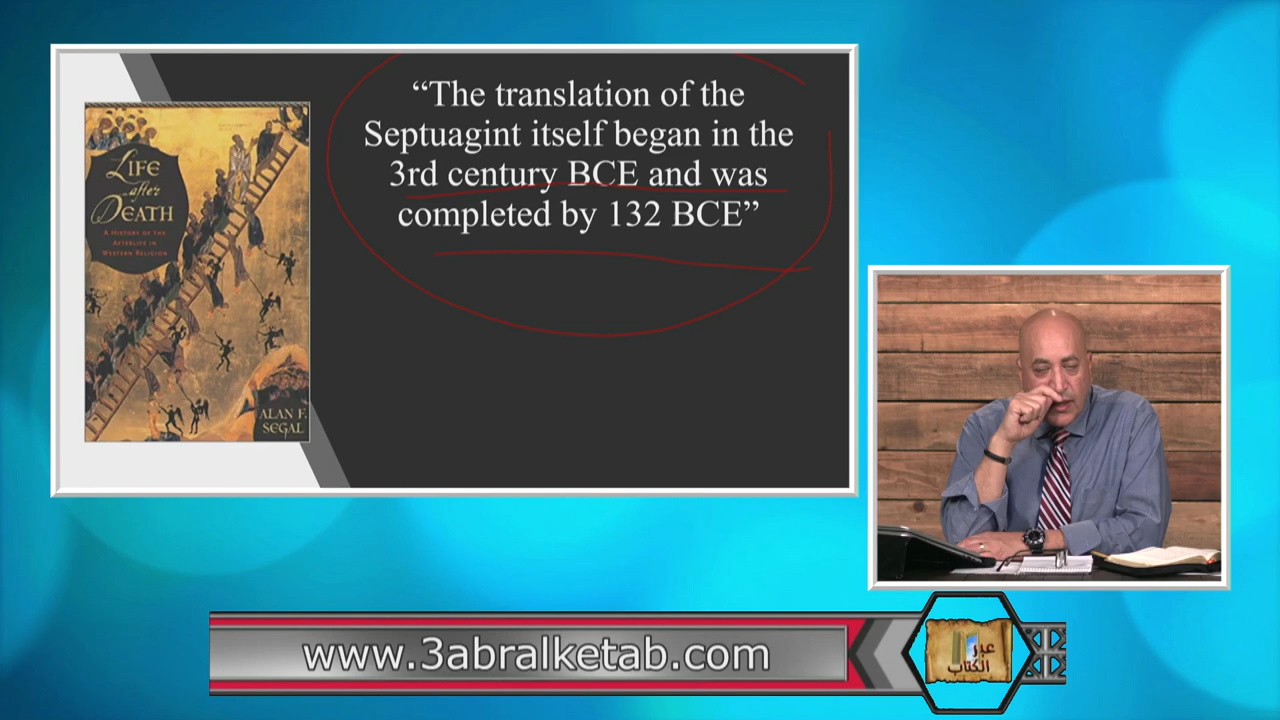 “The translation of the
Septuagint itself began in the
3rd century BCE and was
completed by 132 BCE”
LIFE
after
DEATH
A HISTORY OF THE
AFTERLIFE IN
WESTERN RELIGION
ALAN F.
SEGAL
www.3abralketab.com
عبر
الكتاب